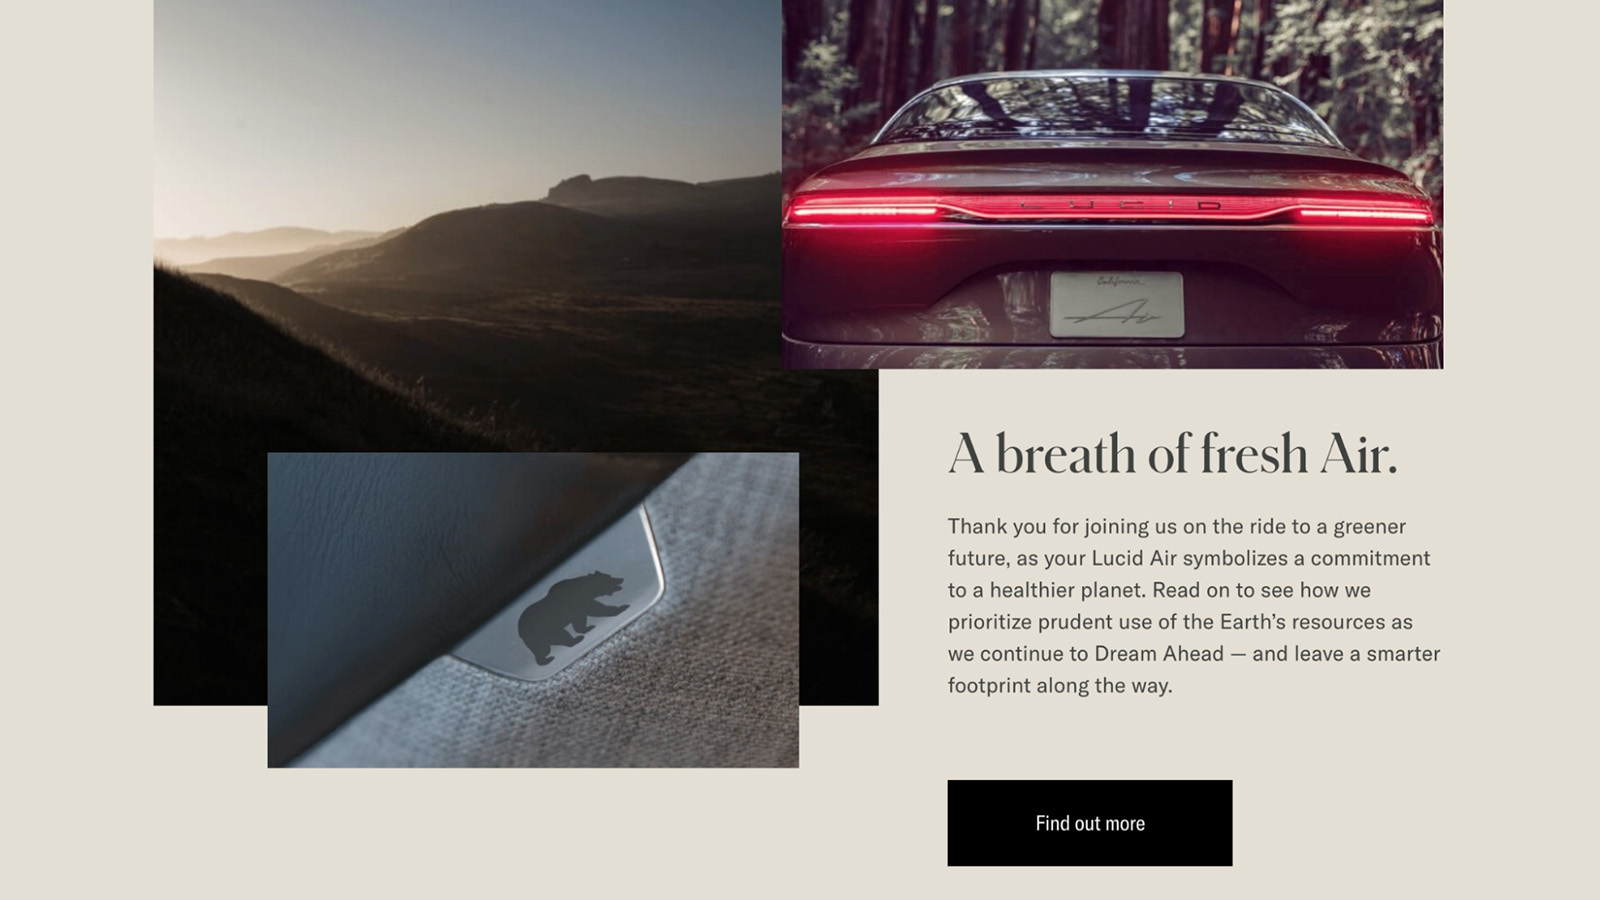 LUCID
California
Air
A breath of fresh Air.
Thank you for joining us on the ride to a greener
future, as your Lucid Air symbolizes a commitment
to a healthier planet. Read on to see how we
prioritize prudent use of the Earth’s resources as
we continue to Dream Ahead — and leave a smarter
footprint along the way.
Find out more